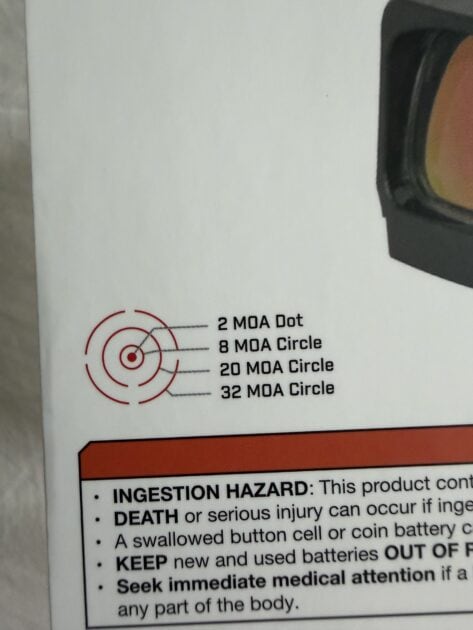 2 MOA Dot
8 MOA Circle
20 MOA Circle
32 MOA Circle
· INGESTION HAZARD: This product
· DEATH or serious injury can occur if
· A swallowed button cell or coin battery
· KEEP new and used batteries OUT OF
· Seek immediate medical attention if a
any part of the body.